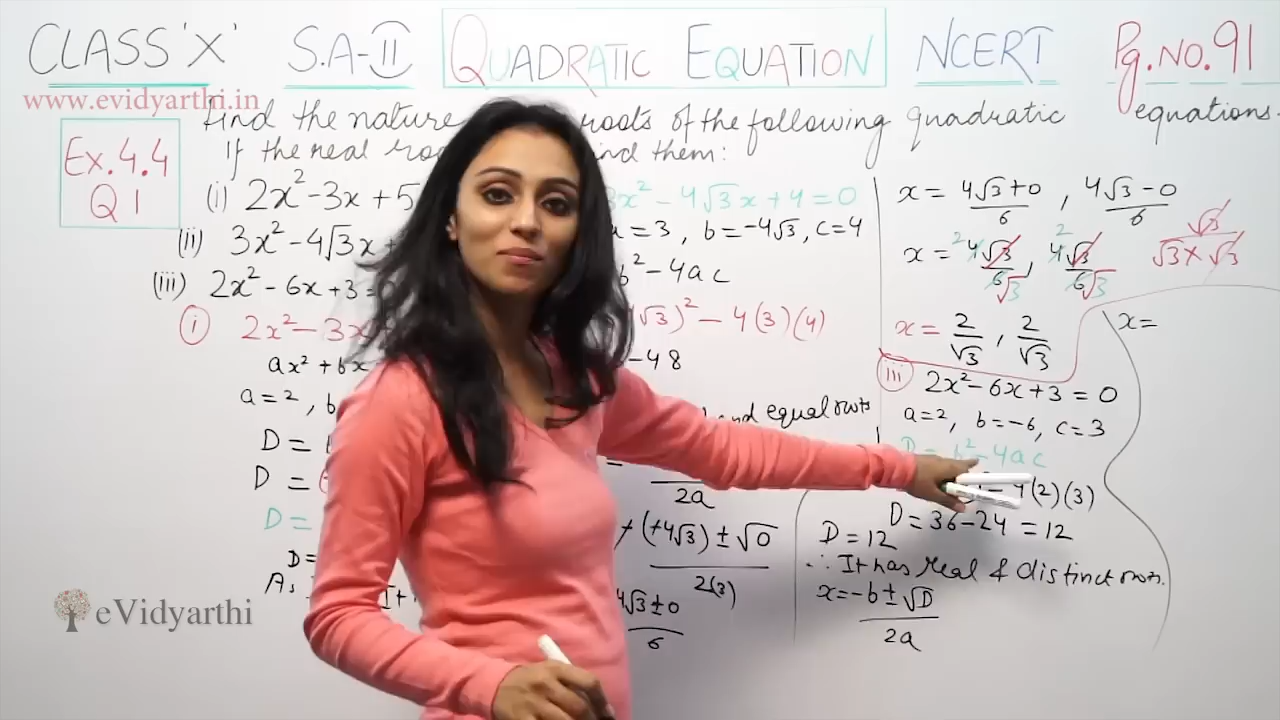 CLASS 'X' S.A-II QUADRATIC EQUATION NCERT Pg.NO.91
www.evidyarthi.in
Find the nature roots of the following quadratic equations.
If the real find them:
Ex.4.4
Q1
(i) 2x²-3x+5
(ii) 3x²-4√3x+
(iii) 2x²-6x+3=0
(i) 2x²-3x
ax²+bx
a=2, b
D=
D=
D=
D=
As
3x²-4√3x+4=0
a=3, b=-4√3, c=4
b²-4ac
√3)²-4(3)(4)
-48
and equal roots
2a
-(+4√3)±√0
2(3)
4√3±0
6
x= 4√3+0/6, 4√3-0/6
x= 4√3/6√3, 4√3/6√3
√3/√3×√3
x= 2/√3, 2/√3
(iii) 2x²-6x+3=0
a=2, b=-6, c=3
D=b²-4ac
-4(2)(3)
D=36-24=12
D=12
∴ It has real & distinct roots.
x=-b±√D
2a
x=
eVidyarthi